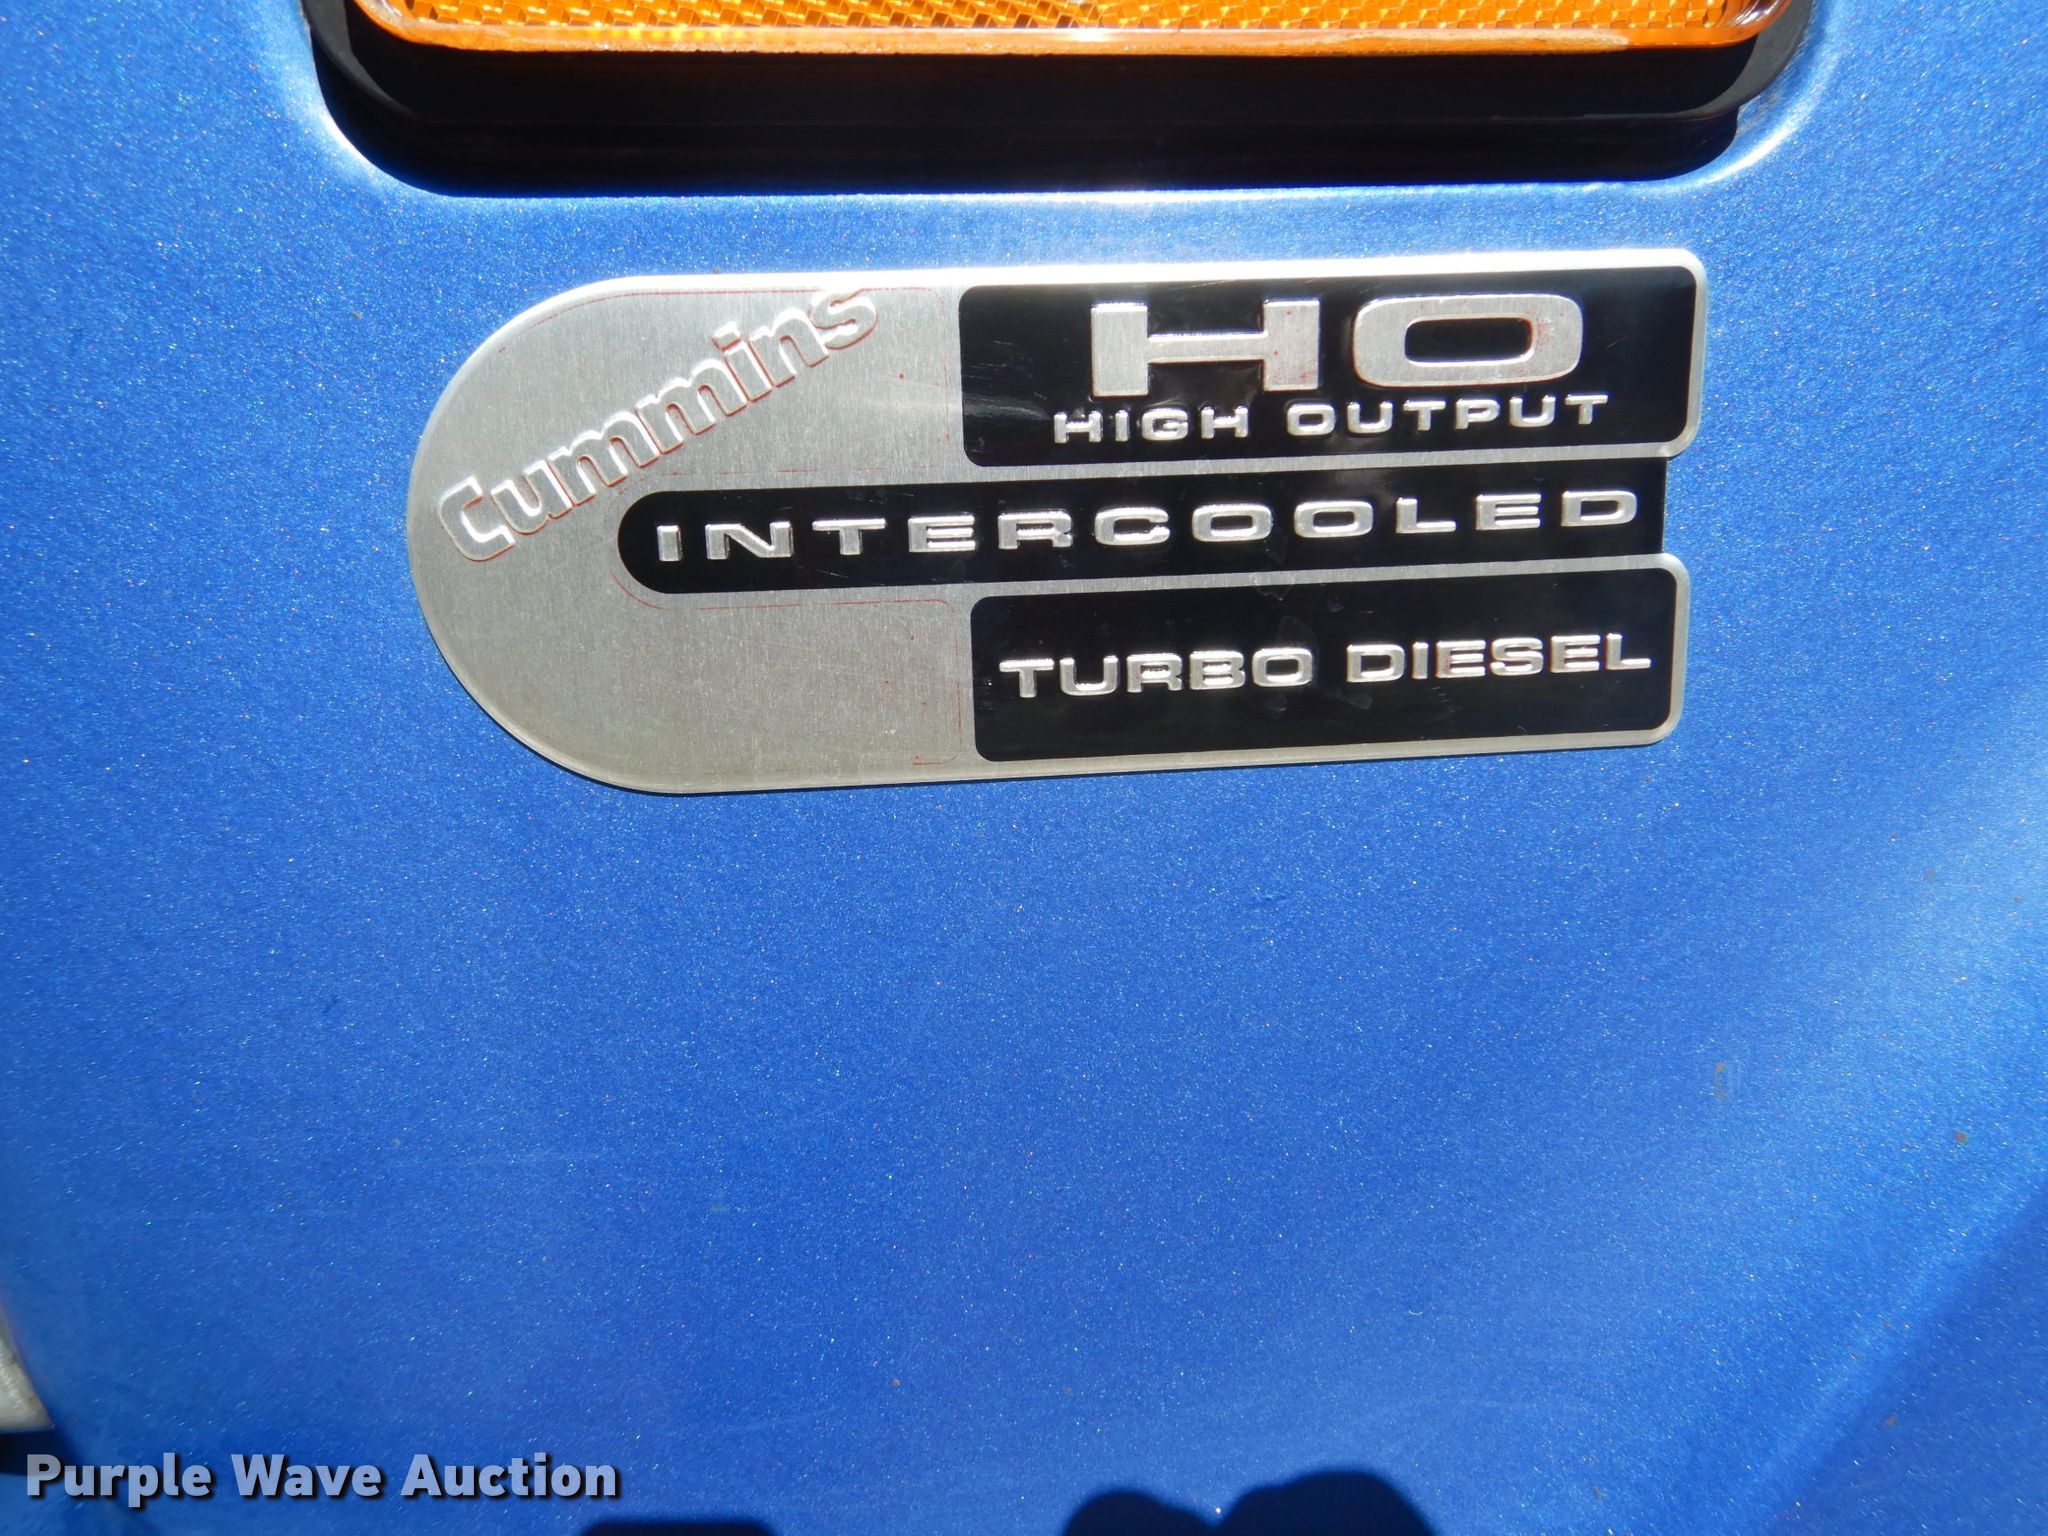 Cummins
HO
HIGH OUTPUT
INTERCOOLED
TURBO DIESEL
Purple Wave Auction